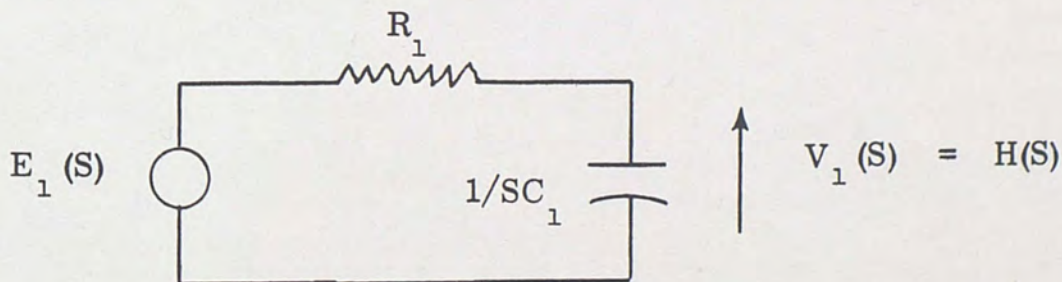 R₁
E₁(S)
1/SC₁
V₁(S) = H(S)